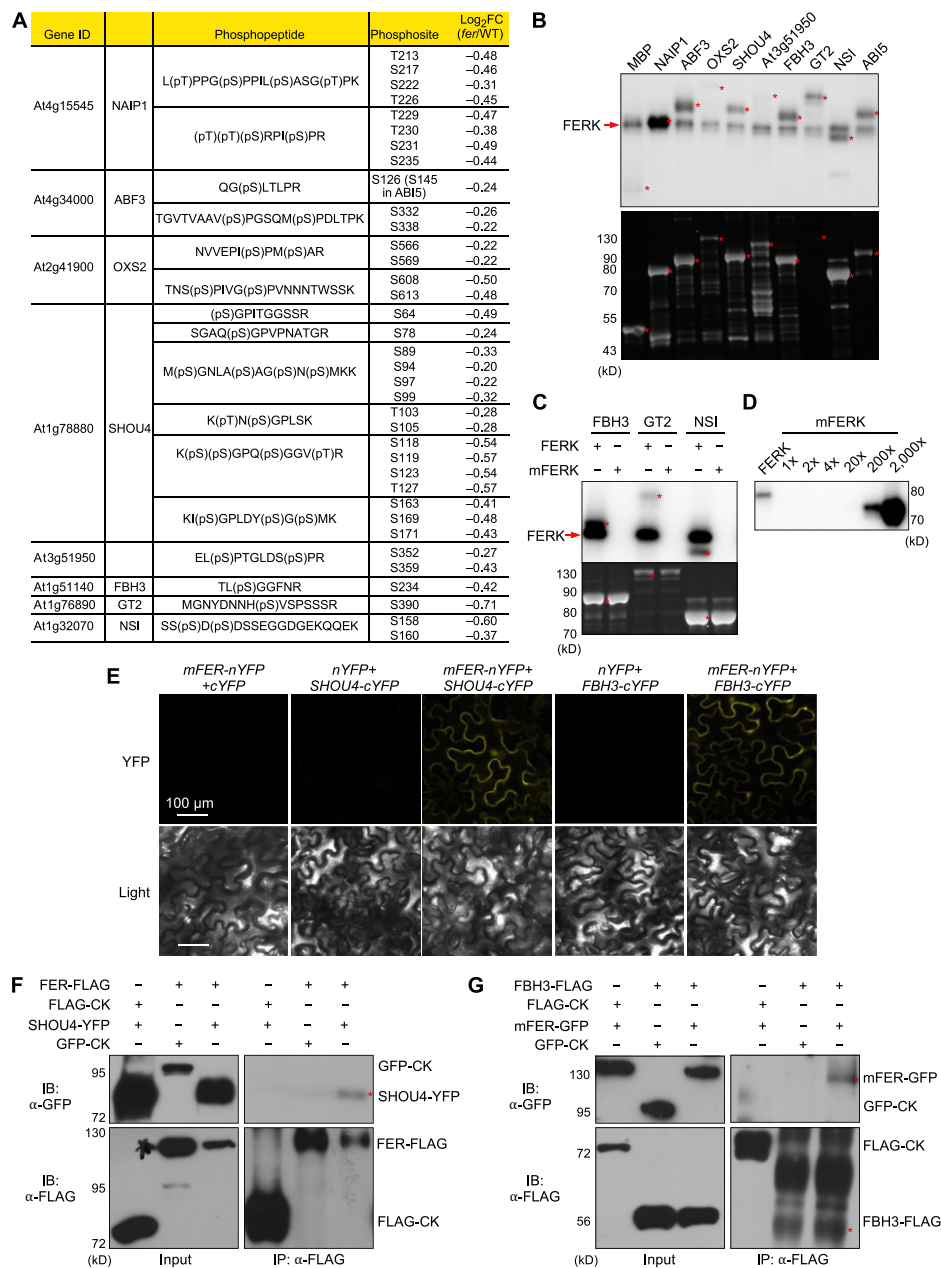 A
Gene ID Phosphopeptide Phosphosite Log2FC (fer/WT)
At4g15545 NAIP1
L(pT)PPG(pS)PPIL(pS)ASG(pT)PK
T213 –0.48
S217 –0.46
S222 –0.31
T226 –0.45
(pT)(pT)(pS)RPI(pS)PR
T229 –0.47
T230 –0.38
S231 –0.49
S235 –0.44
At4g34000 ABF3
QG(pS)LTLPR
S126 (S145 in ABI5) –0.24
TGVTVAAV(pS)PGSQM(pS)PDLTPK
S332 –0.26
S338 –0.22
At2g41900 OXS2
NVVEPI(pS)PM(pS)AR
S566 –0.22
S569 –0.22
TNS(pS)PIVG(pS)PVNNNTWSSK
S608 –0.50
S613 –0.48
At1g78880 SHOU4
(pS)GPITGGSSR S64 –0.49
SGAQ(pS)GPVPNATGR S78 –0.24
M(pS)GNLA(pS)AG(pS)N(pS)MKK
S89 –0.33
S94 –0.20
S97 –0.22
S99 –0.32
K(pT)N(pS)GPLSK
T103 –0.28
S105 –0.28
K(pS)(pS)GPQ(pS)GGV(pT)R
S118 –0.54
S119 –0.57
S123 –0.54
T127 –0.57
KI(pS)GPLDY(pS)G(pS)MK
S163 –0.41
S169 –0.48
S171 –0.43
At3g51950
EL(pS)PTGLDS(pS)PR
S352 –0.27
S359 –0.43
At1g51140 FBH3 TL(pS)GGFNR S234 –0.42
At1g76890 GT2 MGNYDNNH(pS)VSPSSSR S390 –0.71
At1g32070 NSI SS(pS)D(pS)DSSEGGDGEKQQEK
S158 –0.60
S160 –0.37
B
MBP NAIP1 ABF3 OXS2 SHOU4 At3g51950 FBH3 GT2 NSI ABI5
FERK
130
90
80
70
55
43
(kD)
C
FBH3 GT2 NSI
FERK + – + – + –
mFERK – + – + – +
FERK
130
90
80
70
(kD)
D
mFERK
FERK 1x 2x 4x 20x 200x 2,000x
80
70
(kD)
E
mFER-nYFP +cYFP
nYFP+ SHOU4-cYFP
mFER-nYFP+ SHOU4-cYFP
nYFP+ FBH3-cYFP
mFER-nYFP+ FBH3-cYFP
YFP
100 µm
Light
F
FER-FLAG – + + – + +
FLAG-CK + – – + – –
SHOU4-YFP + – + + – +
GFP-CK – + – – + –
IB: α-GFP
95
72
GFP-CK
SHOU4-YFP
IB: α-FLAG
130
95
72
(kD)
FER-FLAG
FLAG-CK
Input IP: α-FLAG
G
FBH3-FLAG – + + – + +
FLAG-CK + – – + – –
mFER-GFP + – + + – +
GFP-CK – + – – + –
IB: α-GFP
130
95
mFER-GFP
GFP-CK
IB: α-FLAG
72
56
(kD)
FLAG-CK
FBH3-FLAG
Input IP: α-FLAG